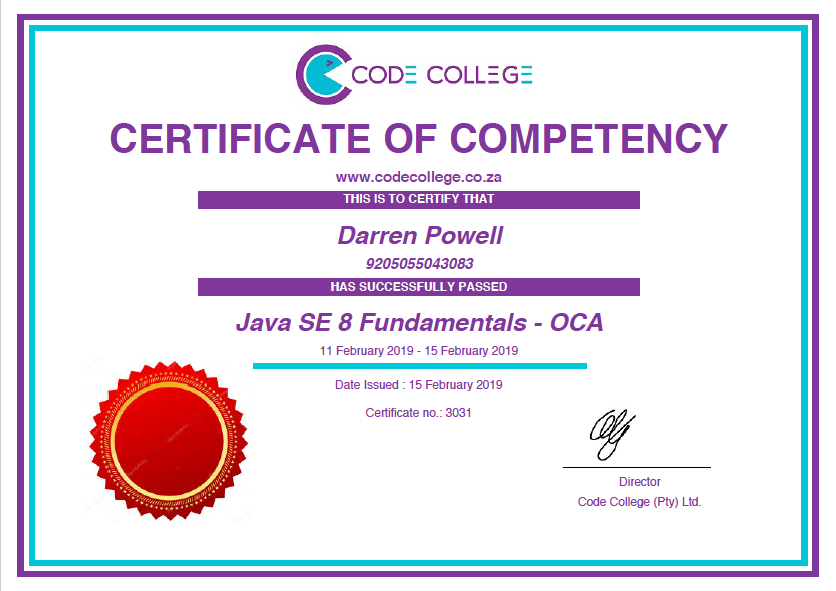 CODE COLLEGE
CERTIFICATE OF COMPETENCY
www.codecollege.co.za
THIS IS TO CERTIFY THAT
Darren Powell
9205055043083
HAS SUCCESSFULLY PASSED
Java SE 8 Fundamentals - OCA
11 February 2019 - 15 February 2019
Date Issued : 15 February 2019
Certificate no.: 3031
Director
Code College (Pty) Ltd.